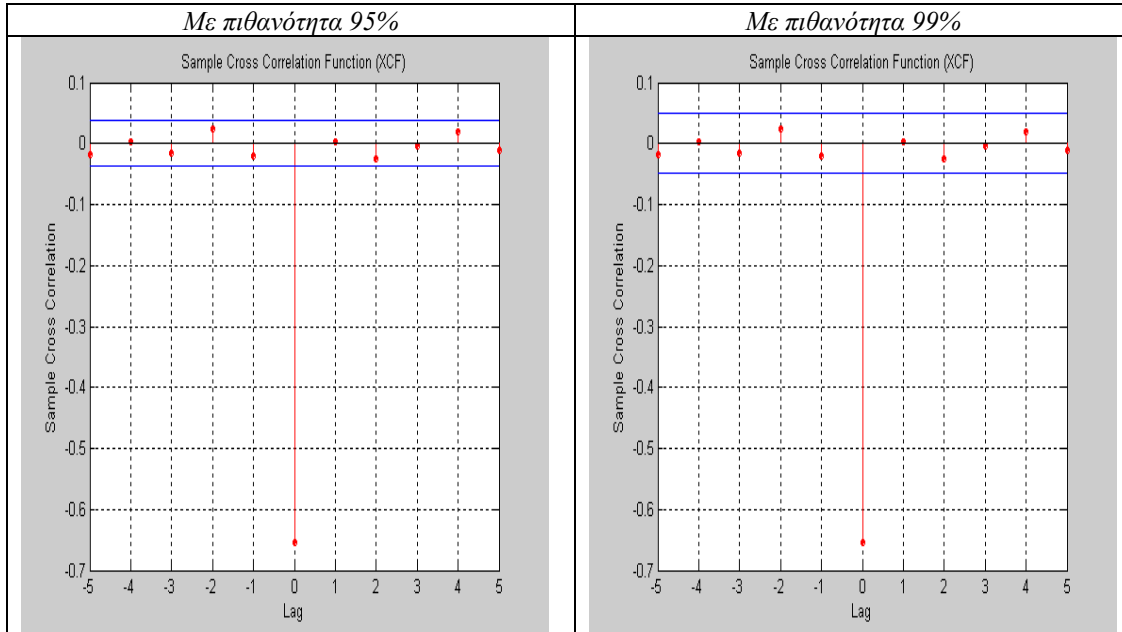 Με πιθανότητα 95%
Με πιθανότητα 99%
Sample Cross Correlation Function (XCF)
0.1
0
-0.1
-0.2
-0.3
-0.4
-0.5
-0.6
-0.7
Sample Cross Correlation
-5 -4 -3 -2 -1 0 1 2 3 4 5
Lag
Sample Cross Correlation Function (XCF)
0.1
0
-0.1
-0.2
-0.3
-0.4
-0.5
-0.6
-0.7
Sample Cross Correlation
-5 -4 -3 -2 -1 0 1 2 3 4 5
Lag